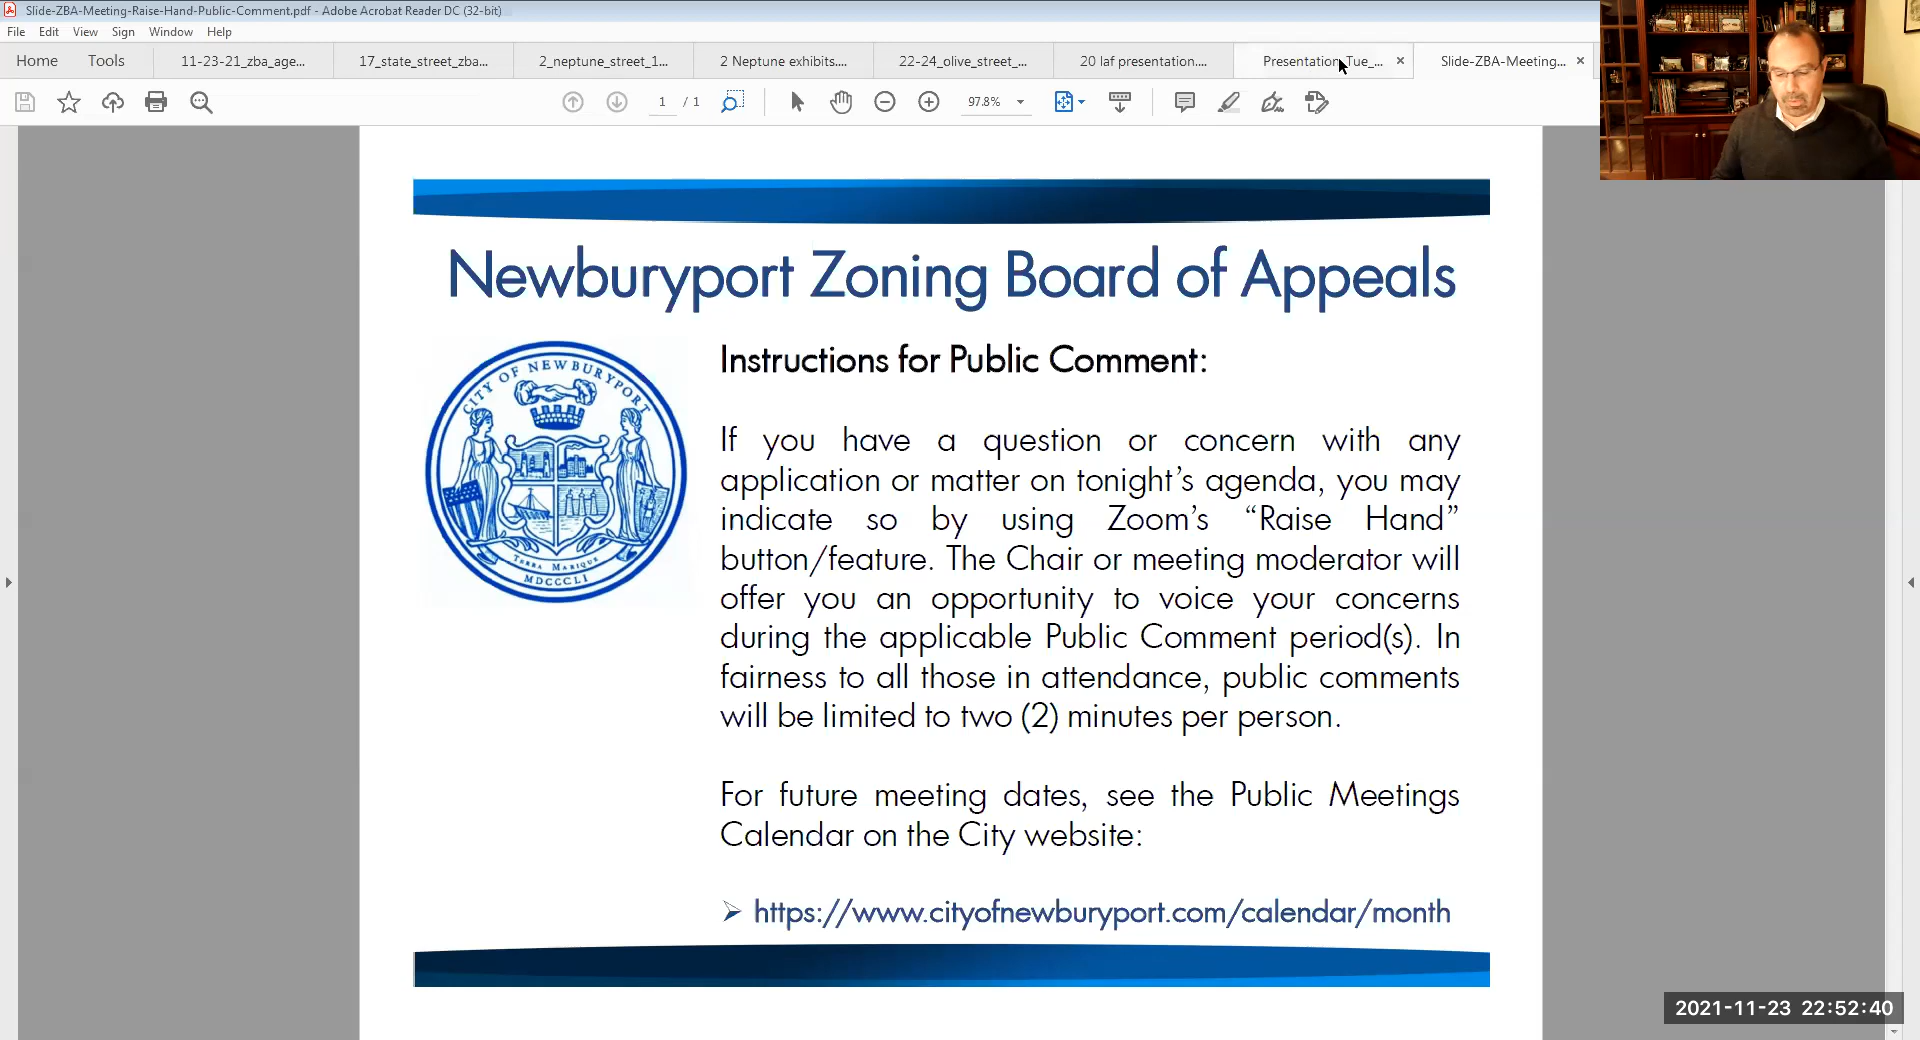 Slide-ZBA-Meeting-Raise-Hand-Public-Comment.pdf - Adobe Acrobat Reader DC (32-bit)
File Edit View Sign Window Help
Home Tools 11-23-21_zba_age... 17_state_street_zba... 2_neptune_street_1... 2 Neptune exhibits.... 22-24_olive_street_... 20 laf presentation.... Presentation_Tue_... Slide-ZBA-Meeting...
1 / 1 97.8%
Newburyport Zoning Board of Appeals
CITY OF NEWBURYPORT
TERRA MARIQUE
MDCCCLI
Instructions for Public Comment:
If you have a question or concern with any
application or matter on tonight’s agenda, you may
indicate so by using Zoom’s “Raise Hand”
button/feature. The Chair or meeting moderator will
offer you an opportunity to voice your concerns
during the applicable Public Comment period(s). In
fairness to all those in attendance, public comments
will be limited to two (2) minutes per person.
For future meeting dates, see the Public Meetings
Calendar on the City website:
➢ https://www.cityofnewburyport.com/calendar/month
2021-11-23 22:52:40